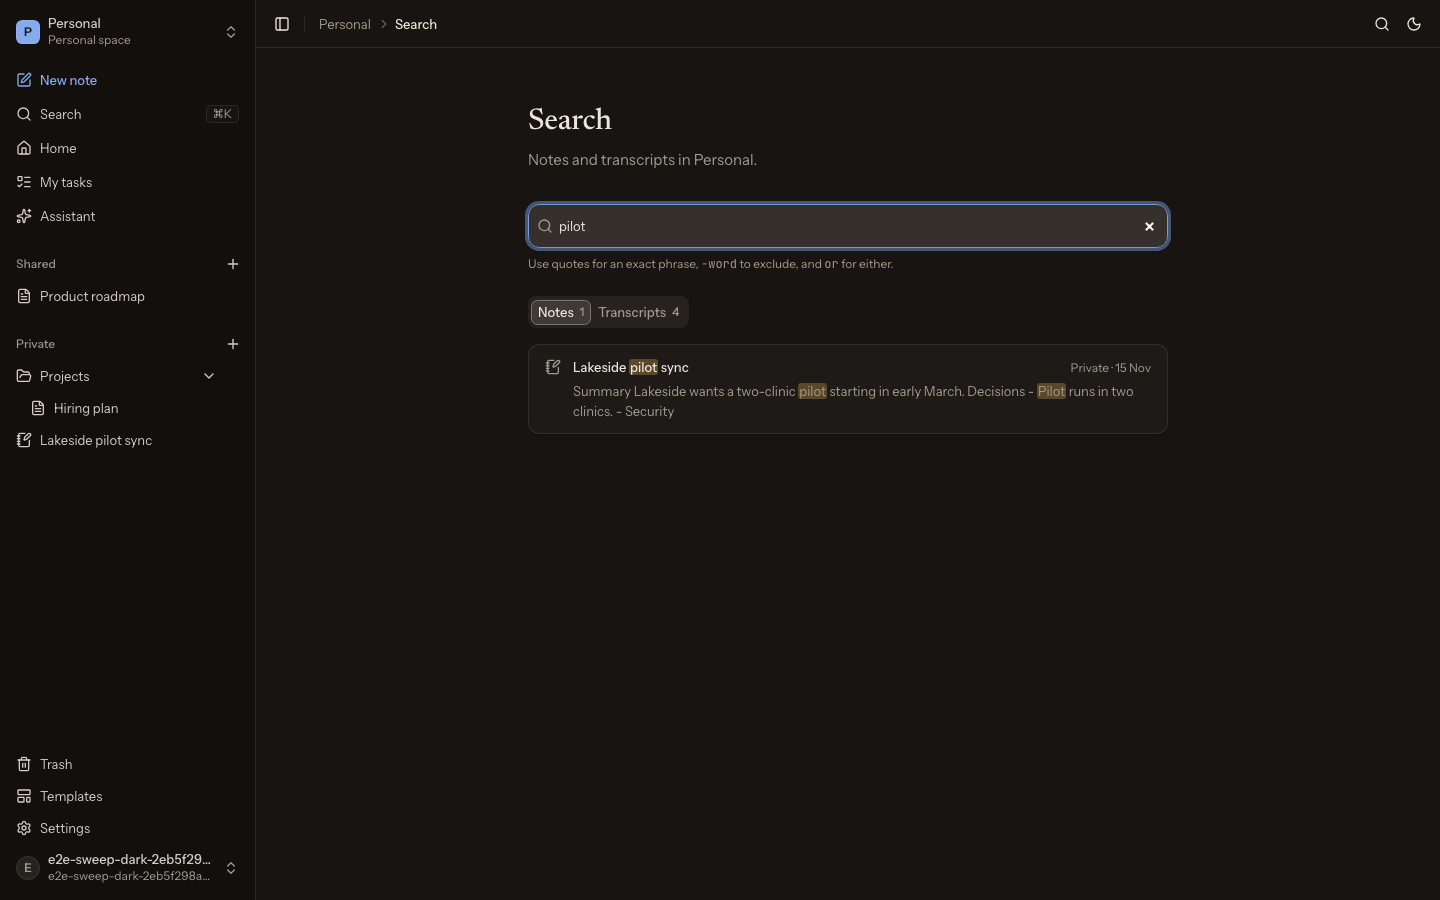 P
Personal
Personal space
New note
Search ⌘K
Home
My tasks
Assistant
Shared
Product roadmap
Private
Projects
Hiring plan
Lakeside pilot sync
Trash
Templates
Settings
E
e2e-sweep-dark-2eb5f29...
e2e-sweep-dark-2eb5f298a...
Personal > Search
Search
Notes and transcripts in Personal.
pilot
Use quotes for an exact phrase, -word to exclude, and or for either.
Notes 1 Transcripts 4
Lakeside pilot sync Private · 15 Nov
Summary Lakeside wants a two-clinic pilot starting in early March. Decisions - Pilot runs in two
clinics. - Security